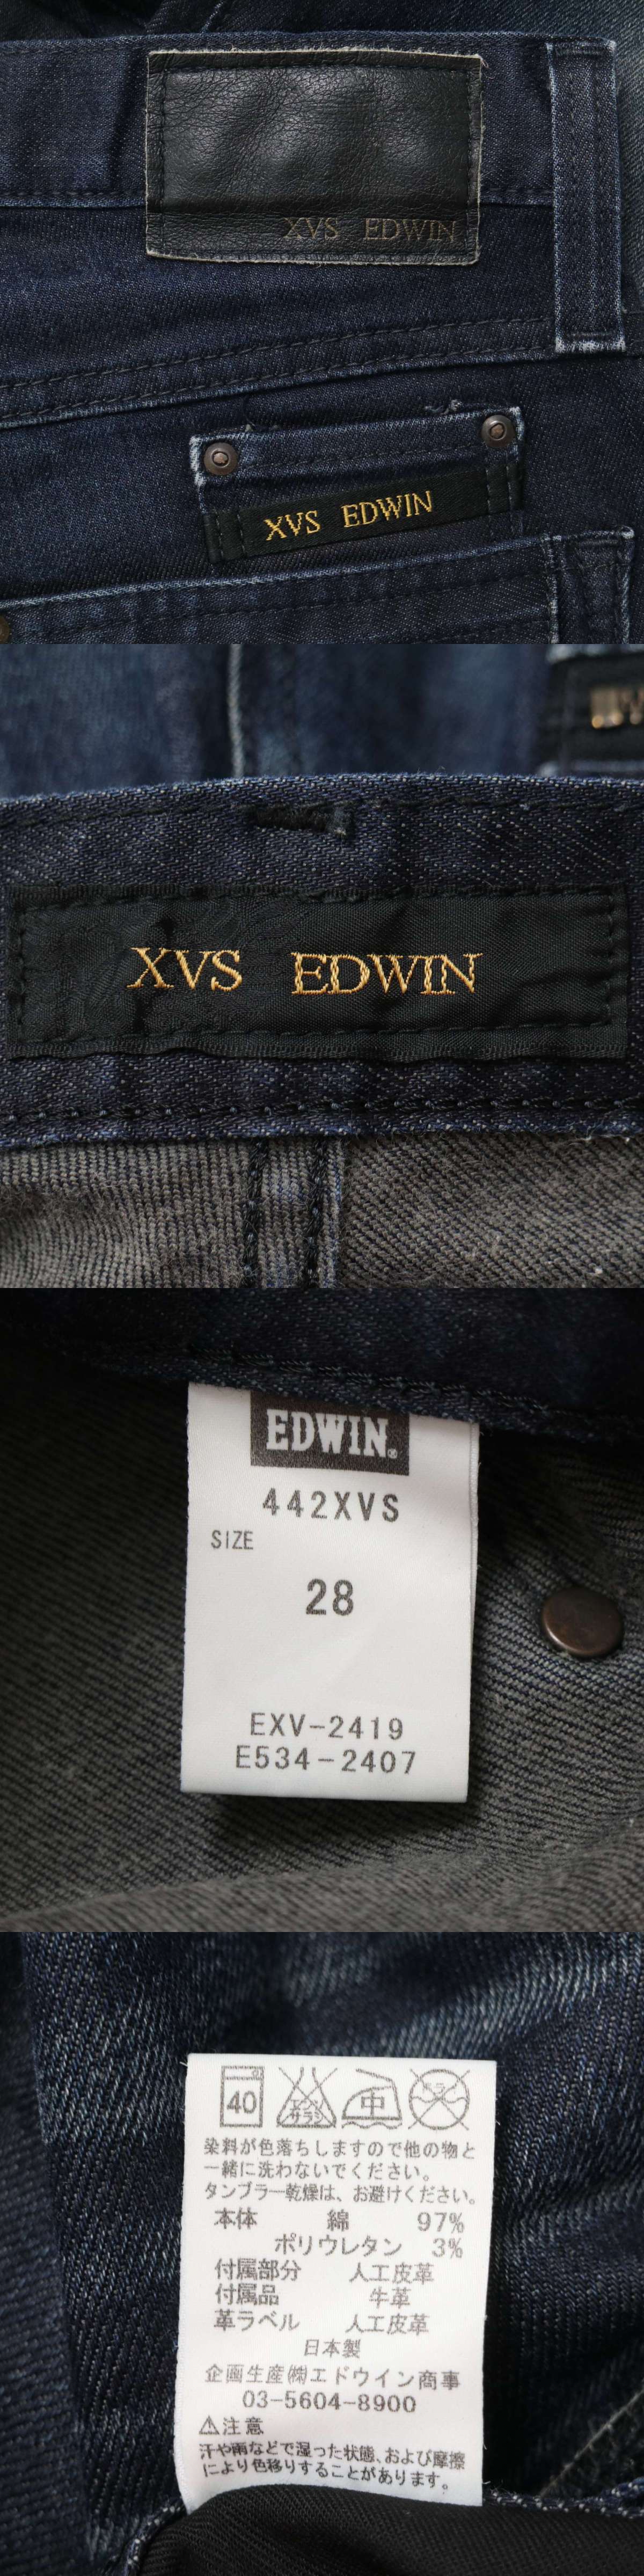 XVS EDWIN
XVS EDWIN
XVS EDWIN
EDWIN®
442XVS
SIZE
28
EXV-2419
E534-2407
40 エンソサラシ 中
染料が色落ちしますので他の物と
一緒に洗わないでください。
タンブラー乾燥は、お避けください。
本体 綿 97%
ポリウレタン 3%
付属部分 人工皮革
付属品 牛革
革ラベル 人工皮革
日本製
企画生産㈱エドウイン商事
03-5604-8900
⚠注意
汗や雨などで湿った状態、および摩擦
により色移りすることがあります。